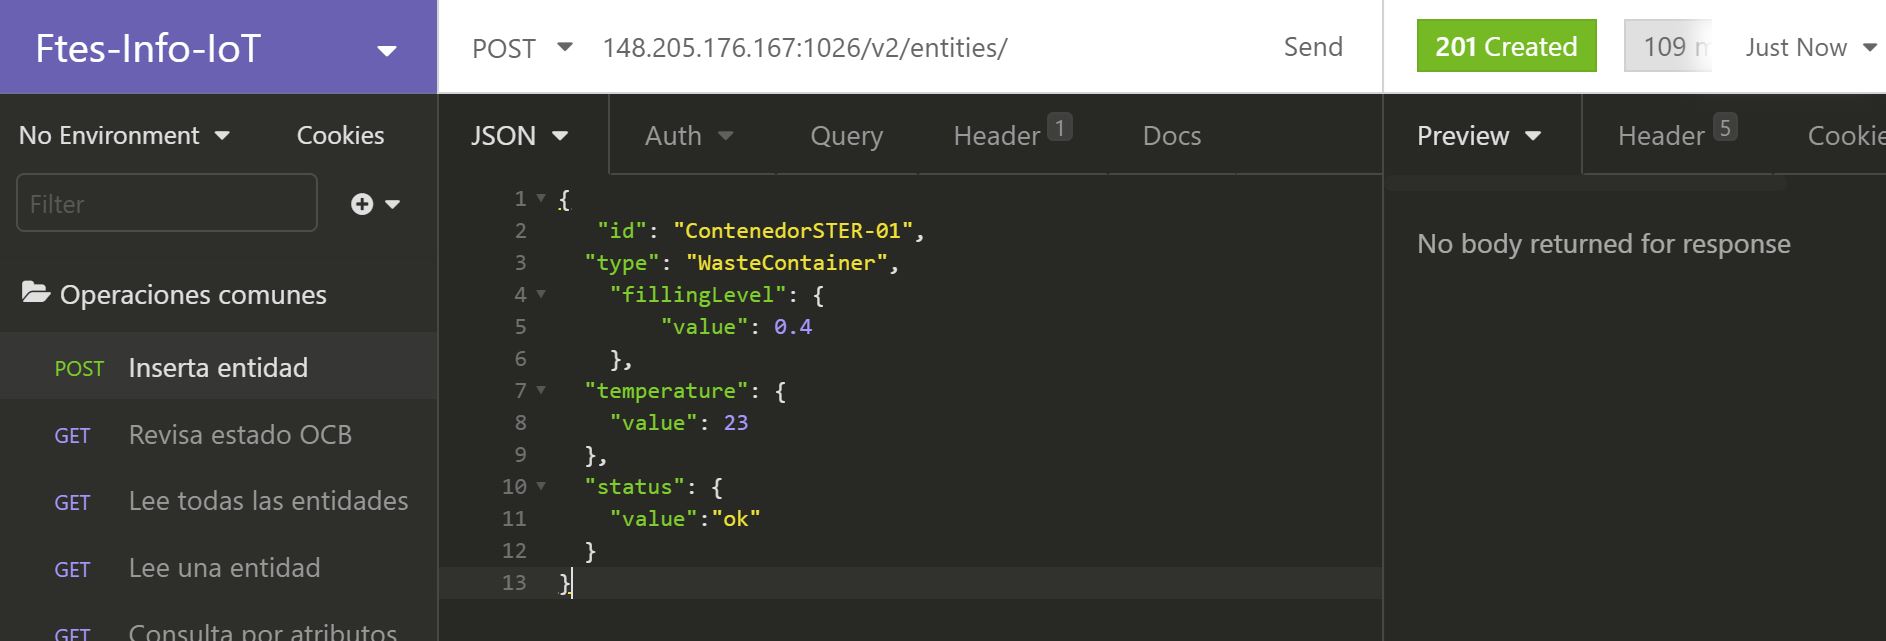 Ftes-Info-IoT
POST 148.205.176.167:1026/v2/entities/ Send
201 Created 109 Just Now
No Environment Cookies
Filter
Operaciones comunes
POST Inserta entidad
GET Revisa estado OCB
GET Lee todas las entidades
GET Lee una entidad
GET Consulta por atributos
JSON Auth Query Header 1 Docs
1 {
2 "id": "ContenedorSTER-01",
3 "type": "WasteContainer",
4 "fillingLevel": {
5 "value": 0.4
6 },
7 "temperature": {
8 "value": 23
9 },
10 "status": {
11 "value":"ok"
12 }
13 }
Preview Header 5 Cookie
No body returned for response